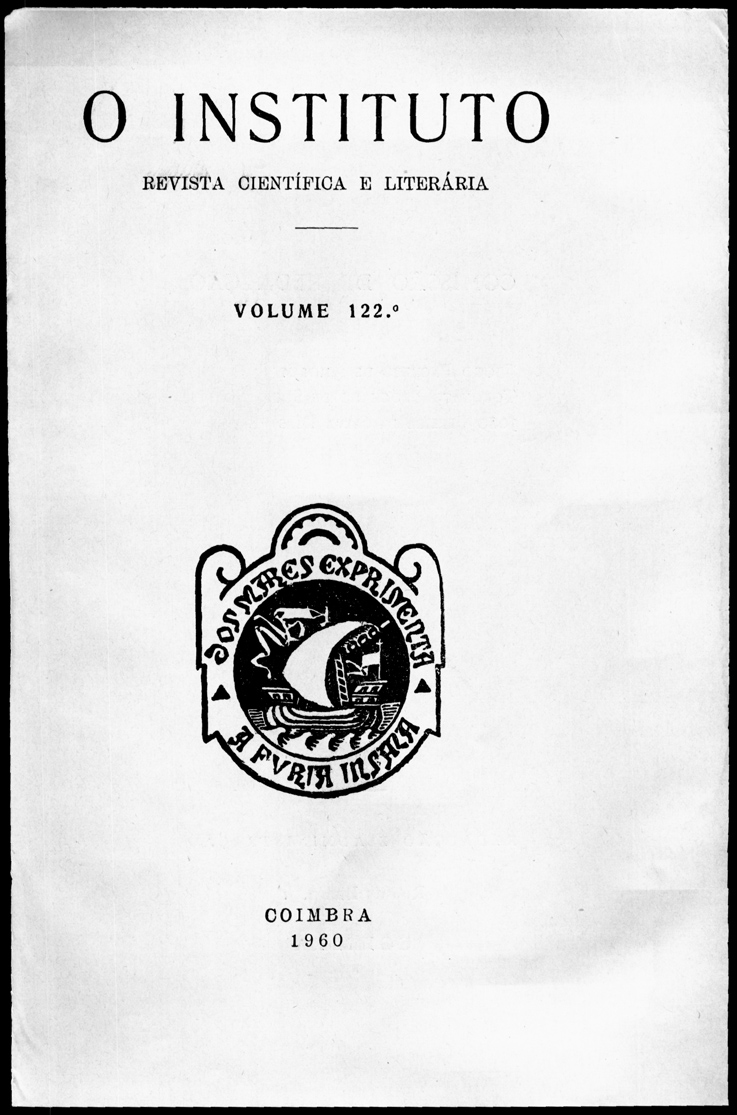 O INSTITUTO
REVISTA CIENTÍFICA E LITERÁRIA
VOLUME 122.º
DOS MARES EXPRIMENTA
A FVRIA INSANA
COIMBRA
1960